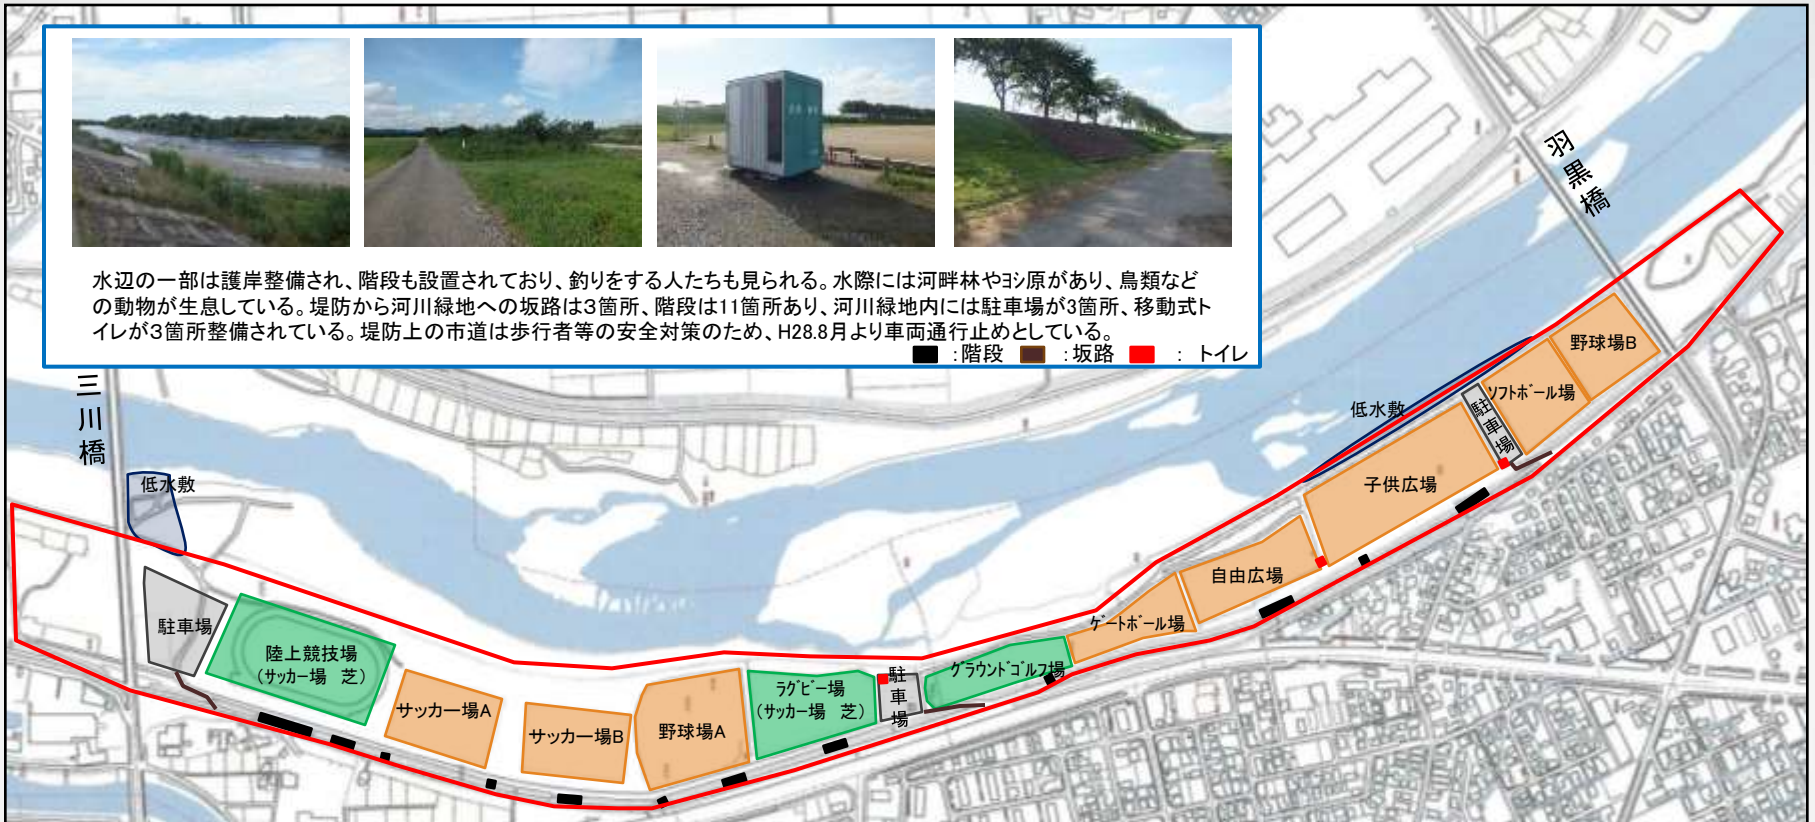 水辺の一部は護岸整備され、階段も設置されており、釣りをする人たちも見られる。水際には河畔林やﾖｼ原があり、鳥類など
の動物が生息している。堤防から河川緑地への坂路は3箇所、階段は11箇所あり、河川緑地内には駐車場が3箇所、移動式ト
イレが3箇所整備されている。堤防上の市道は歩行者等の安全対策のため、H28.8月より車両通行止めとしている。
:階段 :坂路 : トイレ
羽黒橋
三川橋
低水敷
駐車場
陸上競技場
(サッカー場 芝)
サッカー場A
サッカー場B
野球場A
ﾗｸﾞﾋﾞｰ場
(サッカー場 芝)
駐車場
ｸﾞﾗｳﾝﾄﾞｺﾞﾙﾌ場
ｹﾞｰﾄﾎﾞｰﾙ場
自由広場
子供広場
低水敷
駐車場
ｿﾌﾄﾎﾞｰﾙ場
野球場B